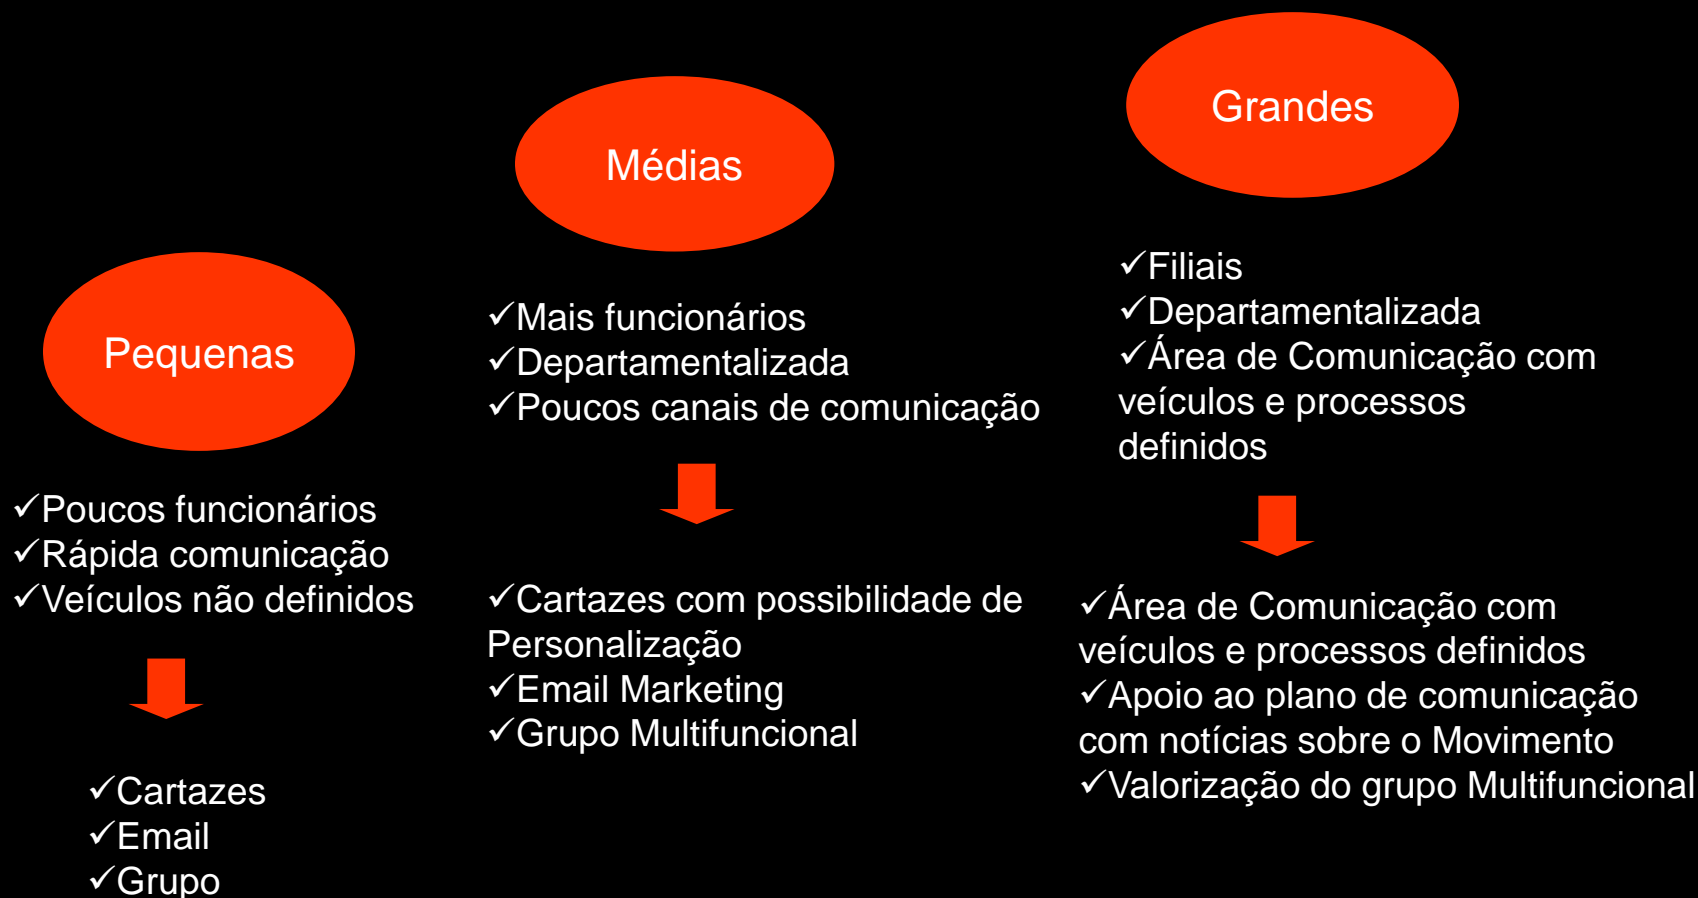 Pequenas
✓Poucos funcionários
✓Rápida comunicação
✓Veículos não definidos
✓Cartazes
✓Email
✓Grupo
Médias
✓Mais funcionários
✓Departamentalizada
✓Poucos canais de comunicação
✓Cartazes com possibilidade de
Personalização
✓Email Marketing
✓Grupo Multifuncional
Grandes
✓Filiais
✓Departamentalizada
✓Área de Comunicação com
veículos e processos
definidos
✓Área de Comunicação com
veículos e processos definidos
✓Apoio ao plano de comunicação
com notícias sobre o Movimento
✓Valorização do grupo Multifuncional